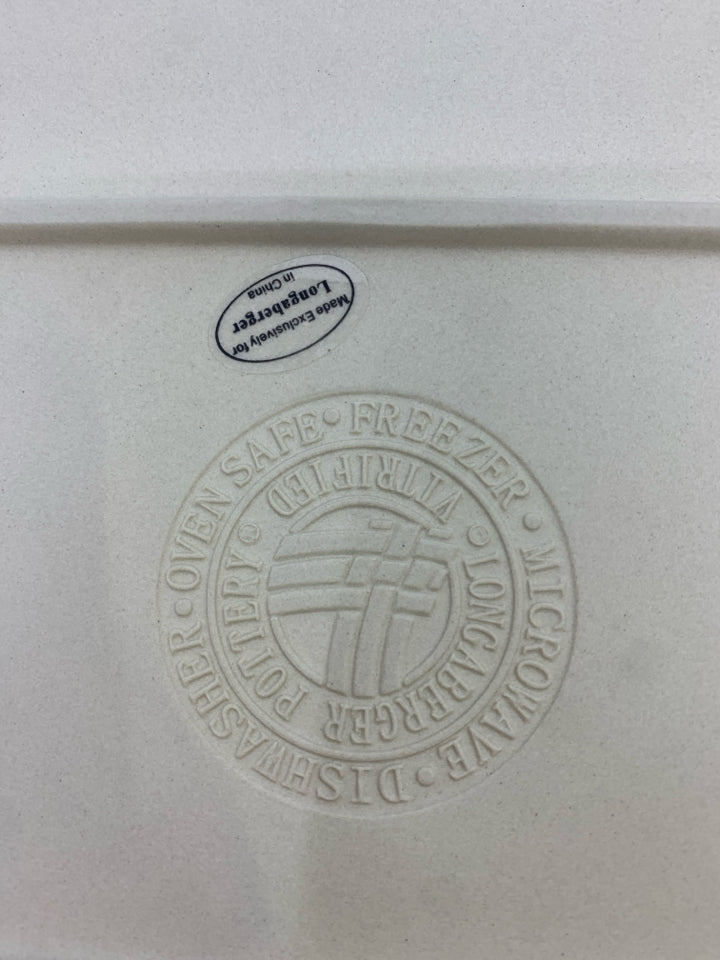 Made Exclusively for
Longaberger
in China
OVEN SAFE • FREEZER • MICROWAVE • DISHWASHER •
LONGABERGER POTTERY
VITRIFIED